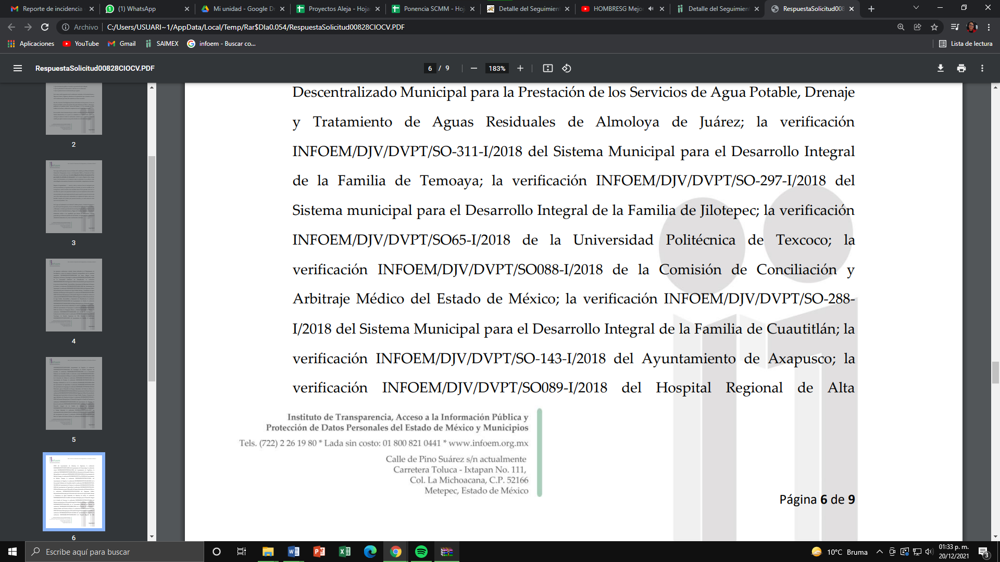 Reporte de incidencia
(1) WhatsApp
Mi unidad - Google Dr
Proyectos Aleja - Hojas
Ponencia SCMM - Hoj
Detalle del Seguimien
HOMBRESG Mejo
Detalle del Seguimien
RespuestaSolicitud008
Archivo
C:/Users/USUARI~1/AppData/Local/Temp/Rar$DIa0.054/RespuestaSolicitud00828CIOCV.PDF
Aplicaciones
YouTube
Gmail
SAIMEX
infoem - Buscar co...
Lista de lectura
RespuestaSolicitud00828CIOCV.PDF
6 / 9
183%
2
3
4
5
6
Descentralizado Municipal para la Prestación de los Servicios de Agua Potable, Drenaje
y Tratamiento de Aguas Residuales de Almoloya de Juárez; la verificación
INFOEM/DJV/DVPT/SO-311-I/2018 del Sistema Municipal para el Desarrollo Integral
de la Familia de Temoaya; la verificación INFOEM/DJV/DVPT/SO-297-I/2018 del
Sistema municipal para el Desarrollo Integral de la Familia de Jilotepec; la verificación
INFOEM/DJV/DVPT/SO65-I/2018 de la Universidad Politécnica de Texcoco; la
verificación INFOEM/DJV/DVPT/SO088-I/2018 de la Comisión de Conciliación y
Arbitraje Médico del Estado de México; la verificación INFOEM/DJV/DVPT/SO-288-
I/2018 del Sistema Municipal para el Desarrollo Integral de la Familia de Cuautitlán; la
verificación INFOEM/DJV/DVPT/SO-143-I/2018 del Ayuntamiento de Axapusco; la
verificación INFOEM/DJV/DVPT/SO089-I/2018 del Hospital Regional de Alta
Instituto de Transparencia, Acceso a la Información Pública y
Protección de Datos Personales del Estado de México y Municipios
Tels. (722) 2 26 19 80 * Lada sin costo: 01 800 821 0441 * www.infoem.org.mx
Calle de Pino Suárez s/n actualmente
Carretera Toluca - Ixtapan No. 111,
Col. La Michoacana, C.P. 52166
Metepec, Estado de México
Página 6 de 9
Escribe aquí para buscar
10°C Bruma
01:33 p. m.
20/12/2021
3